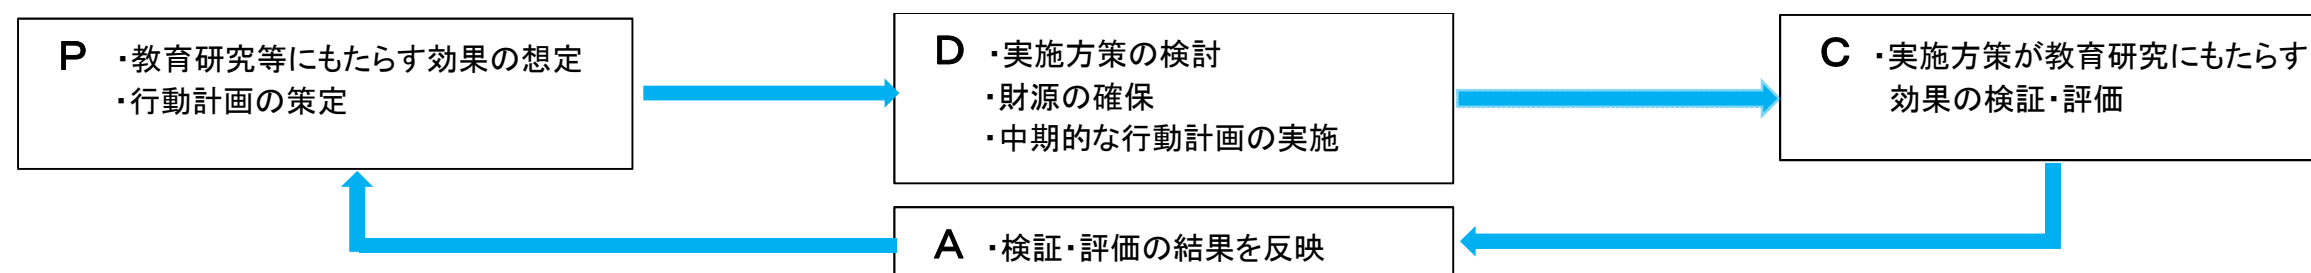 P ・教育研究等にもたらす効果の想定
・行動計画の策定
D ・実施方策の検討
・財源の確保
・中期的な行動計画の実施
C ・実施方策が教育研究にもたらす
効果の検証・評価
A ・検証・評価の結果を反映